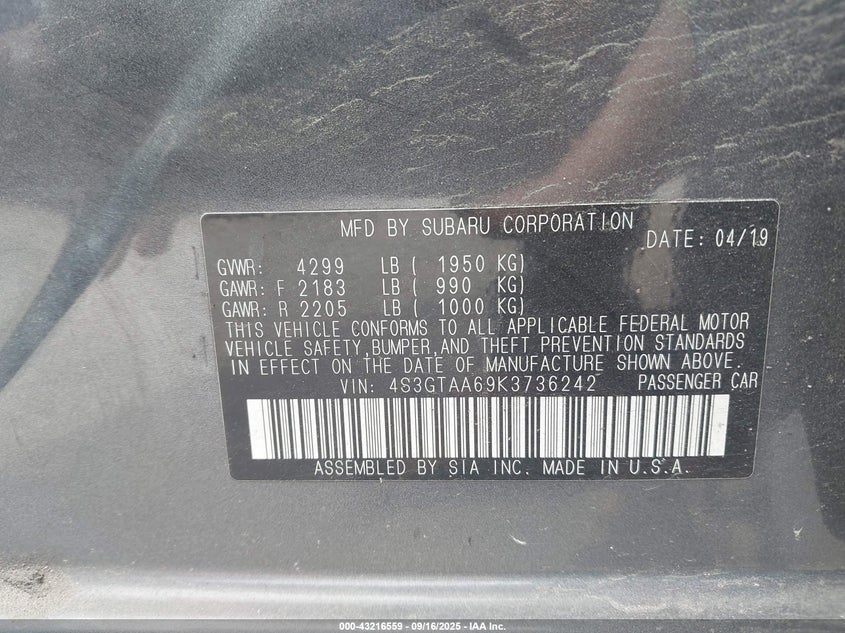 MFD BY SUBARU CORPORATION
DATE: 04/19
GVWR: 4299 LB ( 1950 KG)
GAWR: F 2183 LB ( 990 KG)
GAWR: R 2205 LB ( 1000 KG)
THIS VEHICLE CONFORMS TO ALL APPLICABLE FEDERAL MOTOR
VEHICLE SAFETY,BUMPER,AND THEFT PREVENTION STANDARDS
IN EFFECT ON THE DATE OF MANUFACTURE SHOWN ABOVE.
VIN: 4S3GTAA69K3736242 PASSENGER CAR
ASSEMBLED BY SIA INC. MADE IN U.S.A.
000-43216559 - 09/16/2025 - IAA Inc.